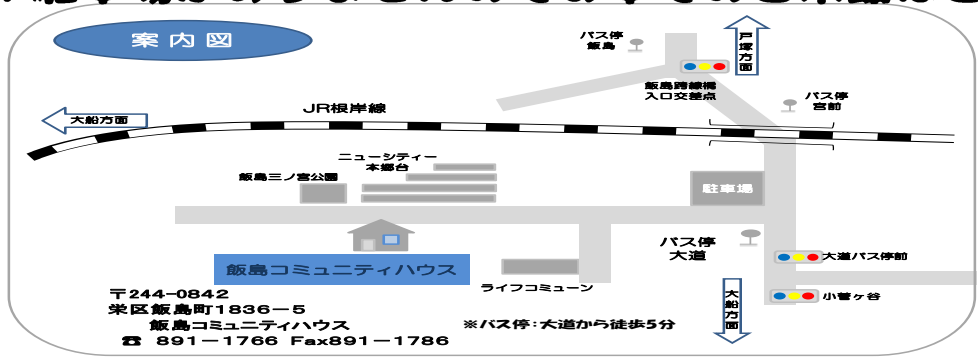 案内図
バス停
飯島
戸塚方面
飯島跨線橋
入口交差点
バス停
宮前
JR根岸線
大船方面
ニューシティー
本郷台
飯島三ノ宮公園
駐車場
バス停
大道
大道バス停前
飯島コミュニティハウス
ライフコミューン
大船方面
小菅ヶ谷
〒244-0842
栄区飯島町1836－5
飯島コミュニティハウス
☎ 891－1766 Fax891－1786
※バス停：大道から徒歩5分